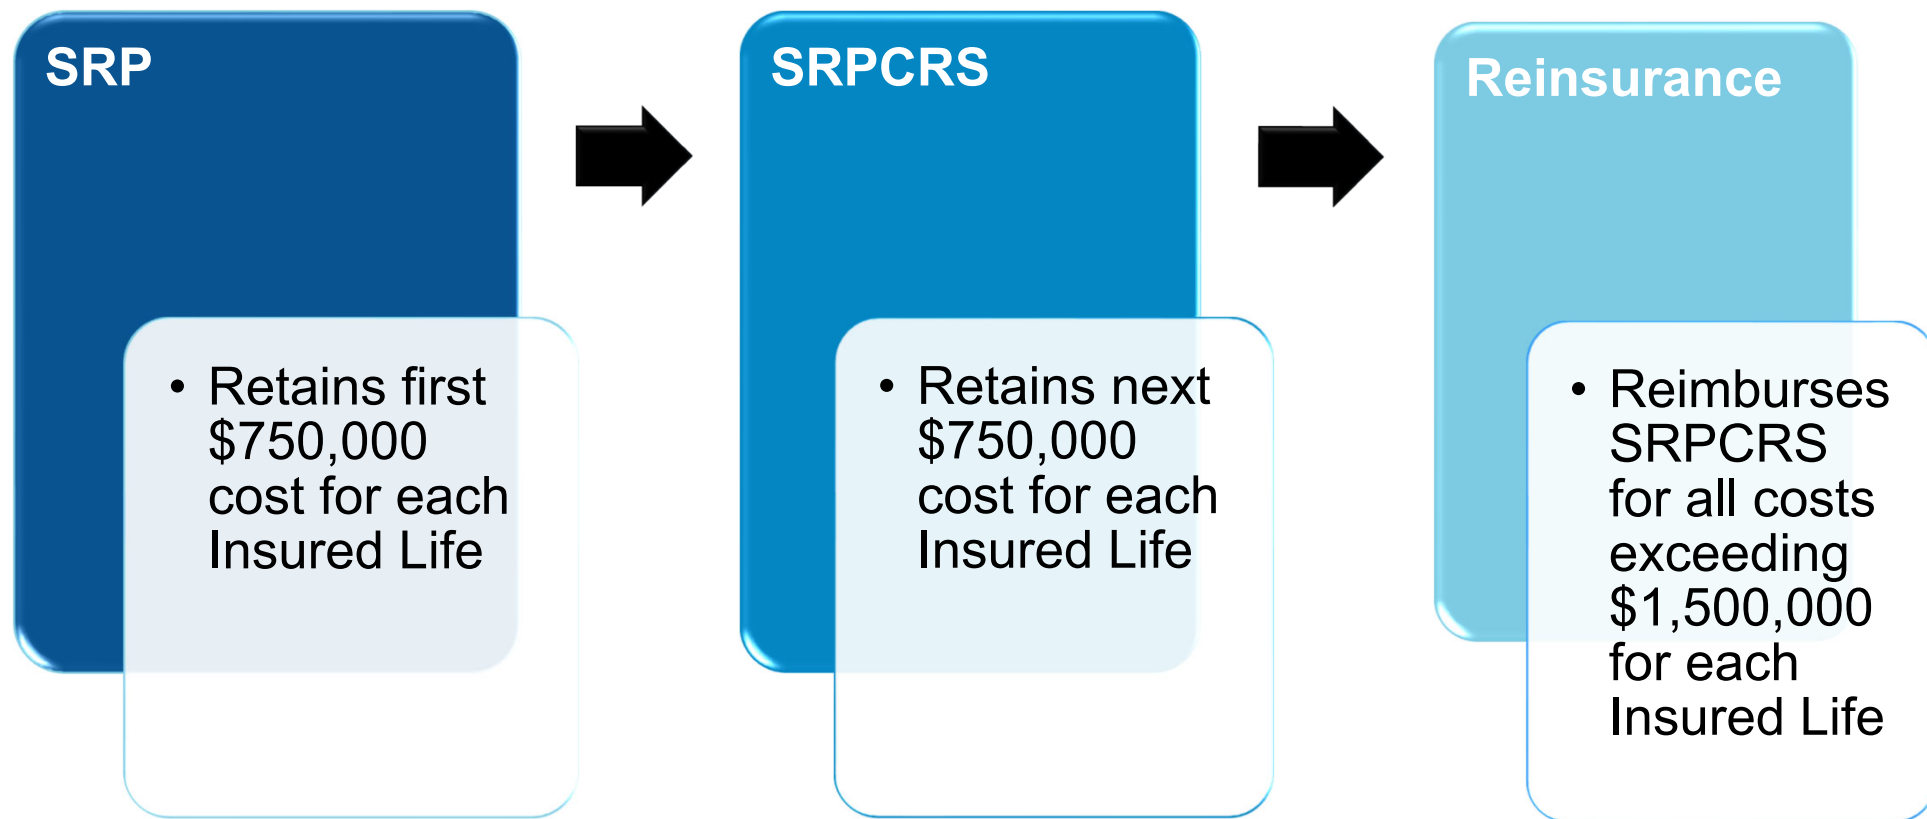 SRP
• Retains first
$750,000
cost for each
Insured Life
SRPCRS
• Retains next
$750,000
cost for each
Insured Life
Reinsurance
• Reimburses
SRPCRS
for all costs
exceeding
$1,500,000
for each
Insured Life